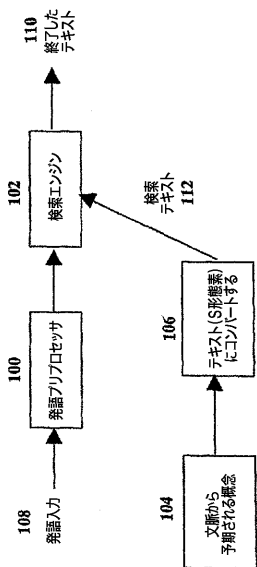 108
発語入力
100
発語プリプロセッサ
102
検索エンジン
110
終了した
テキスト
検索
テキスト
112
104
文脈から
予期される概念
106
テキスト(S形態素)
にコンバートする